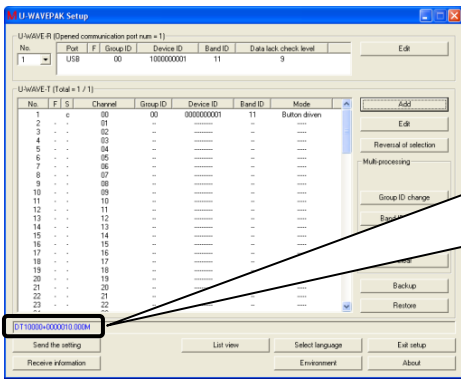 U-WAVEPAK Setup
U-WAVE-R (Opened communication port num = 1)
No. Port F Group ID Device ID Band ID Data lack check level
1 USB 00 1000000001 11 9
Edit
U-WAVE-T (Total = 1 / 1)
No. F S Channel Group ID Device ID Band ID Mode
1 c 00 00 0000000001 11 Button driven
2 - - 01 -- ---------- -- ----
3 - - 02 -- ---------- -- ----
4 - - 03 -- ---------- -- ----
5 - - 04 -- ---------- -- ----
6 - - 05 -- ---------- -- ----
7 - - 06 -- ---------- -- ----
8 - - 07 -- ---------- -- ----
9 - - 08 -- ---------- -- ----
10 - - 09 -- ---------- -- ----
11 - - 10 -- ---------- -- ----
12 - - 11 -- ---------- -- ----
13 - - 12 -- ---------- -- ----
14 - - 13 -- ---------- -- ----
15 - - 14 -- ---------- -- ----
16 - - 15 -- ---------- -- ----
17 - - 16 -- ---------- -- ----
18 - - 17 -- ---------- -- ----
19 - - 18 -- ---------- -- ----
20 - - 19 -- ---------- -- ----
21 - - 20 -- ---------- -- ----
22 - - 21 -- ---------- -- ----
23 - - 22 -- ---------- -- ----
Add
Edit
Reversal of selection
Multi-processing
Group ID change
Band
Backup
Restore
DT10000+0000010.000M
Send the setting
List view
Select language
Exit setup
Receive information
Environment
About